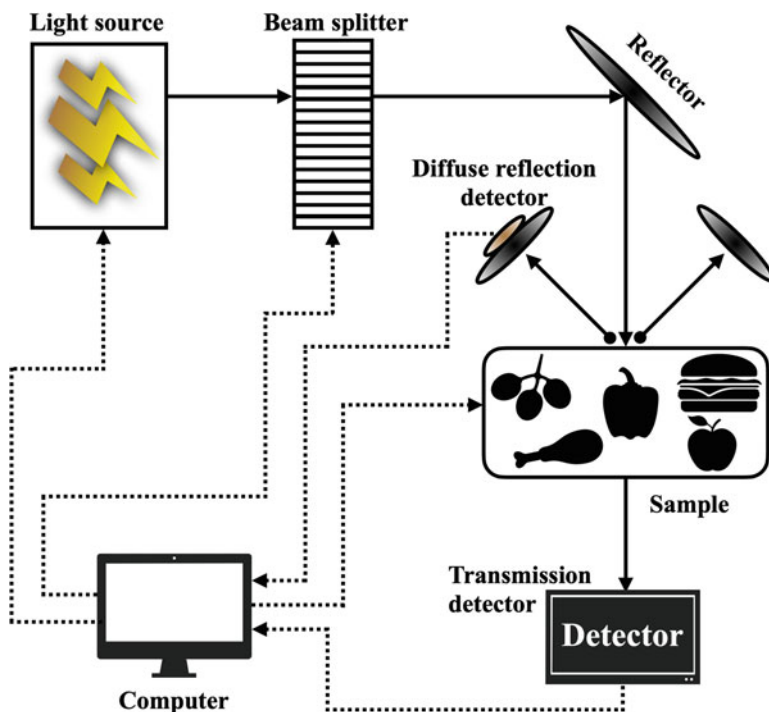 Light source
Beam splitter
Reflector
Diffuse reflection
detector
Sample
Transmission
detector
Detector
Computer